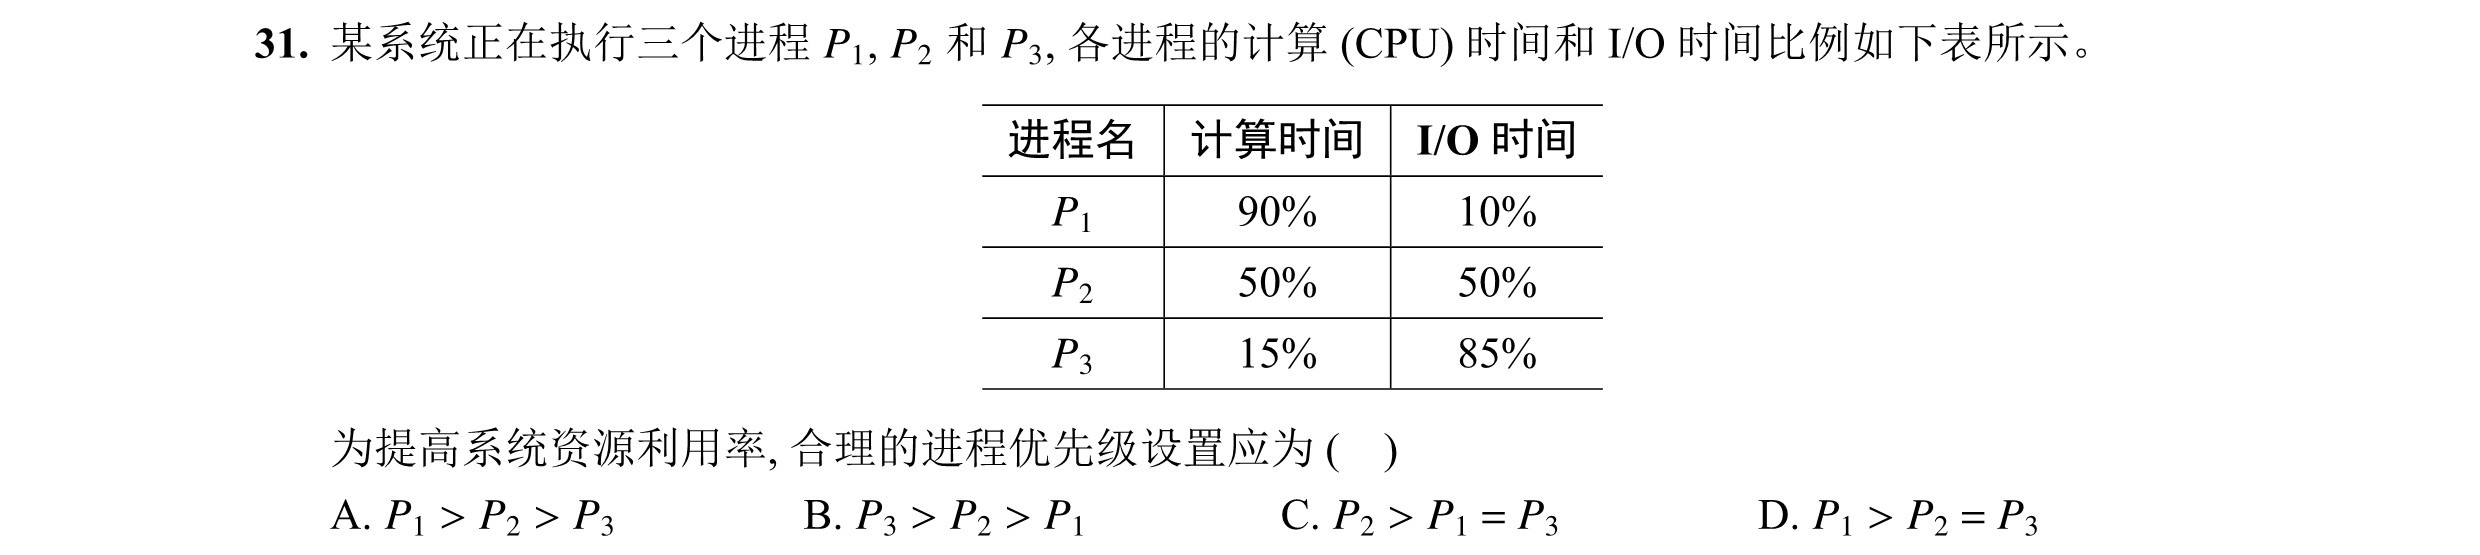 31. 某系统正在执行三个进程 P₁, P₂ 和 P₃, 各进程的计算 (CPU) 时间和 I/O 时间比例如下表所示。
进程名 计算时间 I/O 时间
P₁ 90% 10%
P₂ 50% 50%
P₃ 15% 85%
为提高系统资源利用率, 合理的进程优先级设置应为 ( )
A. P₁ > P₂ > P₃ B. P₃ > P₂ > P₁ C. P₂ > P₁ = P₃ D. P₁ > P₂ = P₃